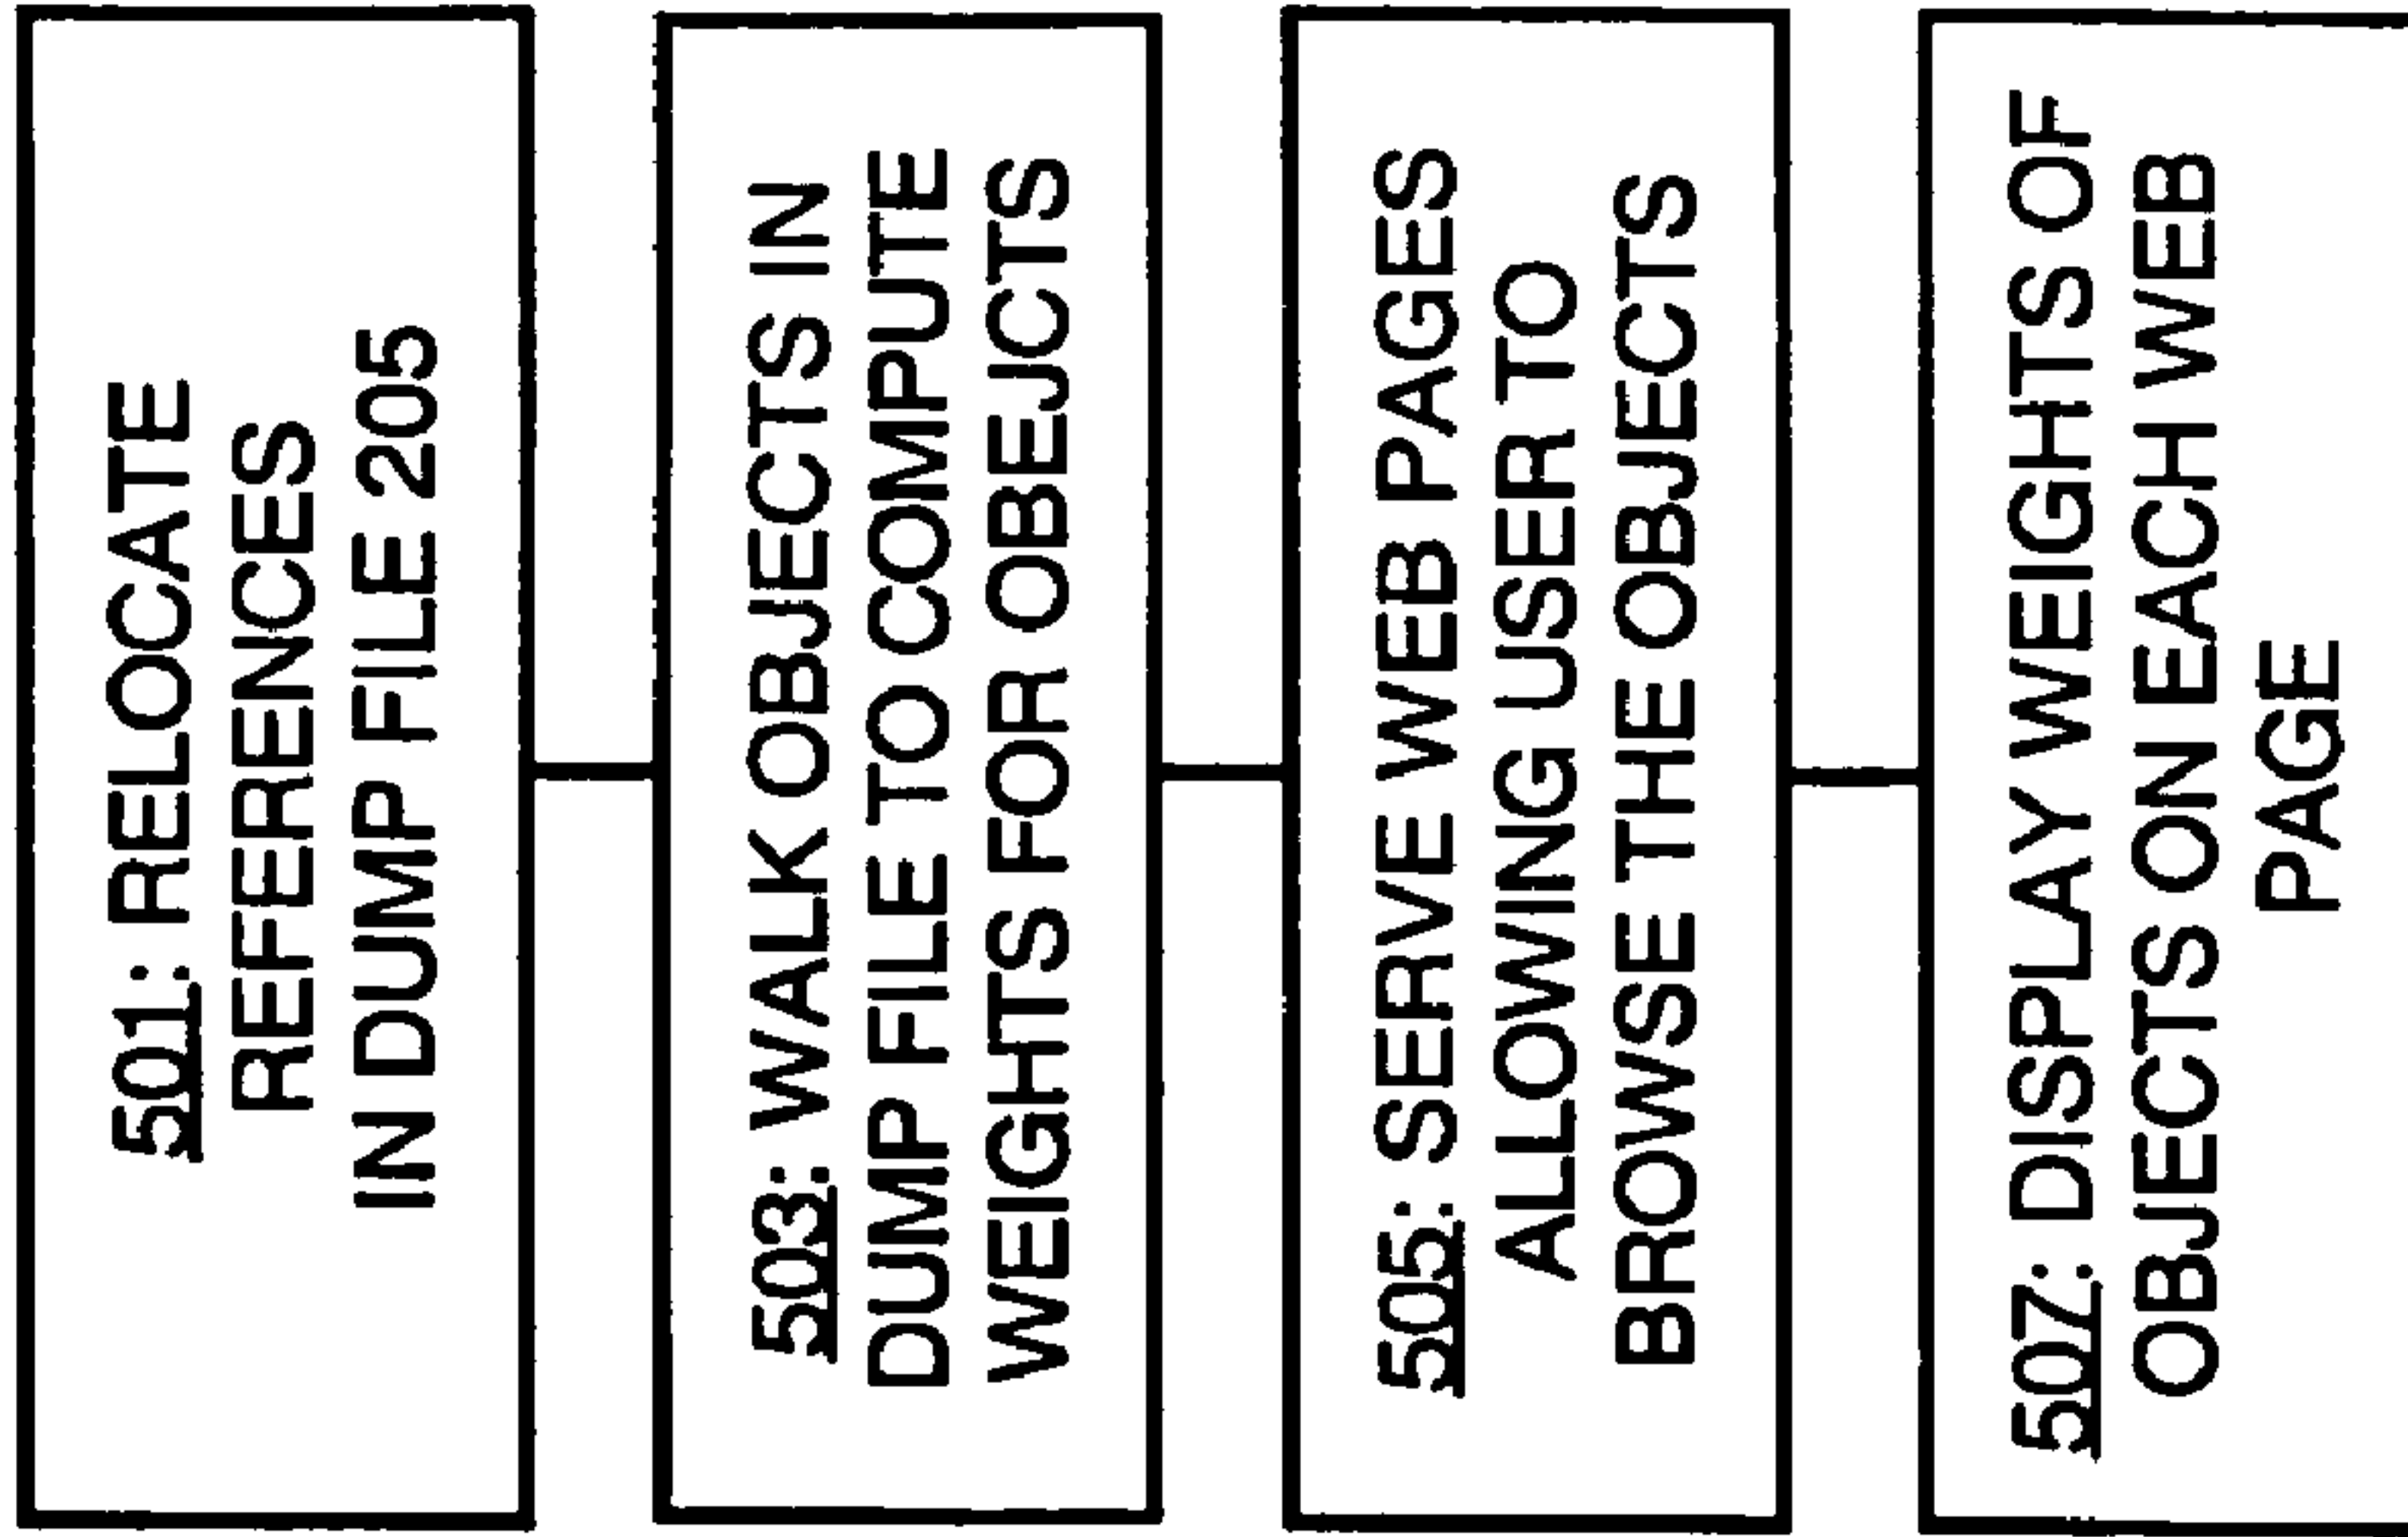 501: RELOCATE
REFERENCES
IN DUMP FILE 205
503: WALK OBJECTS IN
DUMP FILE TO COMPUTE
WEIGHTS FOR OBEJCTS
505: SERVE WEB PAGES
ALLOWING USER TO
BROWSE THE OBJECTS
507: DISPLAY WEIGHTS OF
OBJECTS ON EACH WEB
PAGE